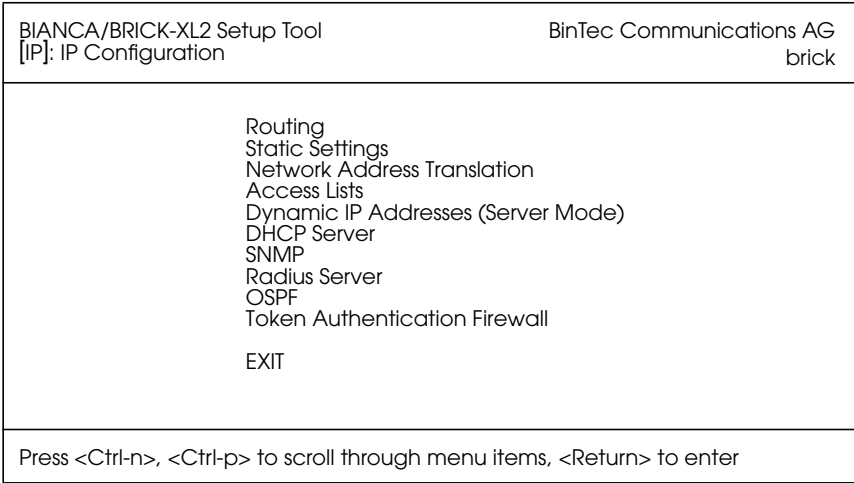 BIANCA/BRICK-XL2 Setup Tool BinTec Communications AG
[IP]: IP Configuration brick
Routing
Static Settings
Network Address Translation
Access Lists
Dynamic IP Addresses (Server Mode)
DHCP Server
SNMP
Radius Server
OSPF
Token Authentication Firewall
EXIT
Press <Ctrl-n>, <Ctrl-p> to scroll through menu items, <Return> to enter